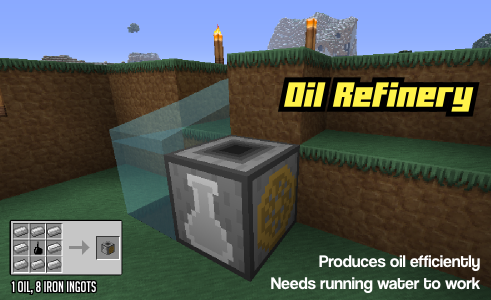 Oil Refinery
1 OIL, 8 IRON INGOTS
Produces oil efficiently
Needs running water to work